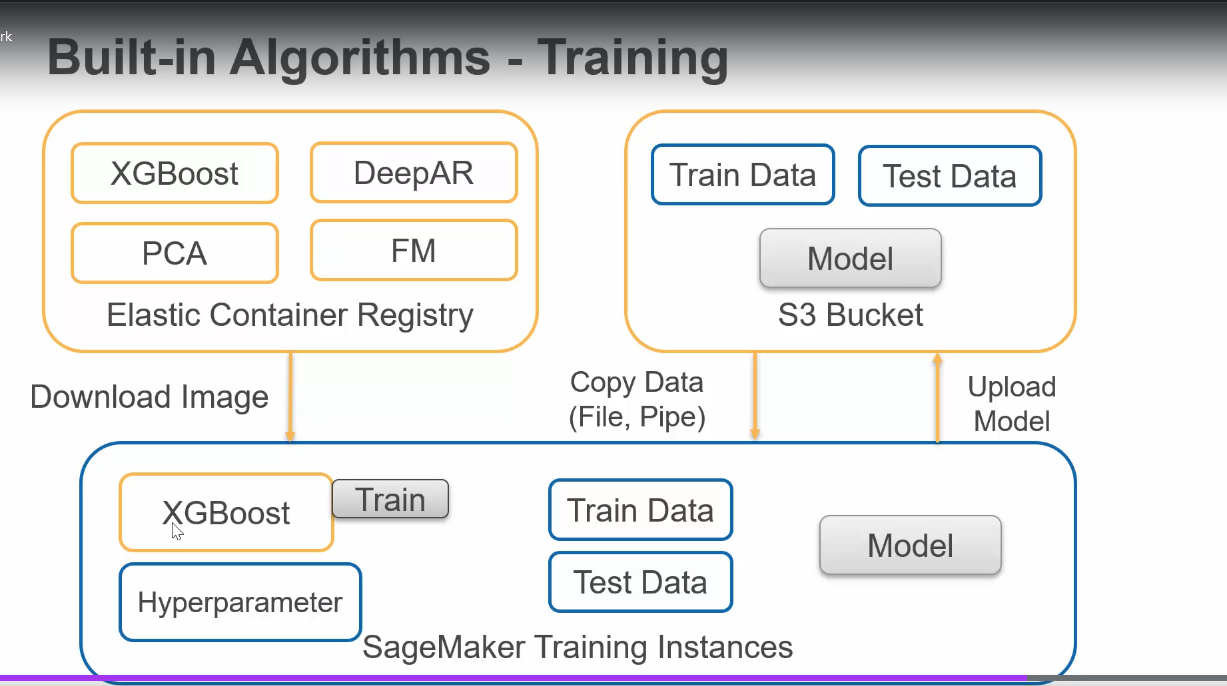 rk
Built-in Algorithms - Training
XGBoost
DeepAR
PCA
FM
Elastic Container Registry
Train Data
Test Data
Model
S3 Bucket
Download Image
Copy Data
(File, Pipe)
Upload
Model
XGBoost
Train
Hyperparameter
Train Data
Test Data
Model
SageMaker Training Instances